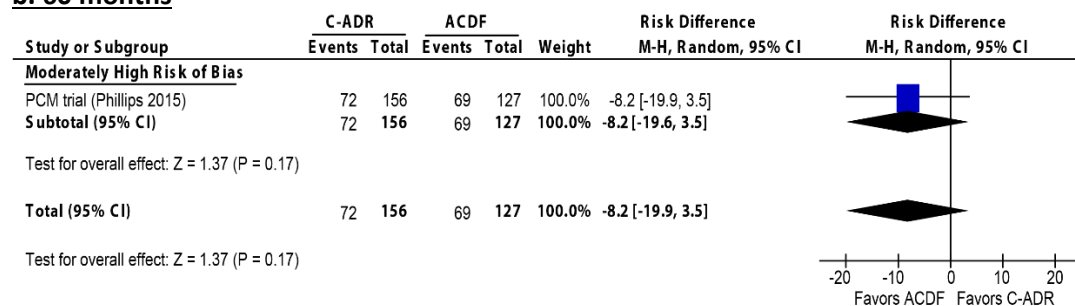 b. 60 months
C-ADR ACDF Risk Difference Risk Difference
Study or Subgroup Events Total Events Total Weight M-H, Random, 95% CI M-H, Random, 95% CI
Moderately High Risk of Bias
PCM trial (Phillips 2015) 72 156 69 127 100.0% -8.2 [-19.9, 3.5]
Subtotal (95% CI) 72 156 69 127 100.0% -8.2 [-19.6, 3.5]
Test for overall effect: Z = 1.37 (P = 0.17)
Total (95% CI) 72 156 69 127 100.0% -8.2 [-19.9, 3.5]
Test for overall effect: Z = 1.37 (P = 0.17)
-20 -10 0 10 20
Favors ACDF Favors C-ADR